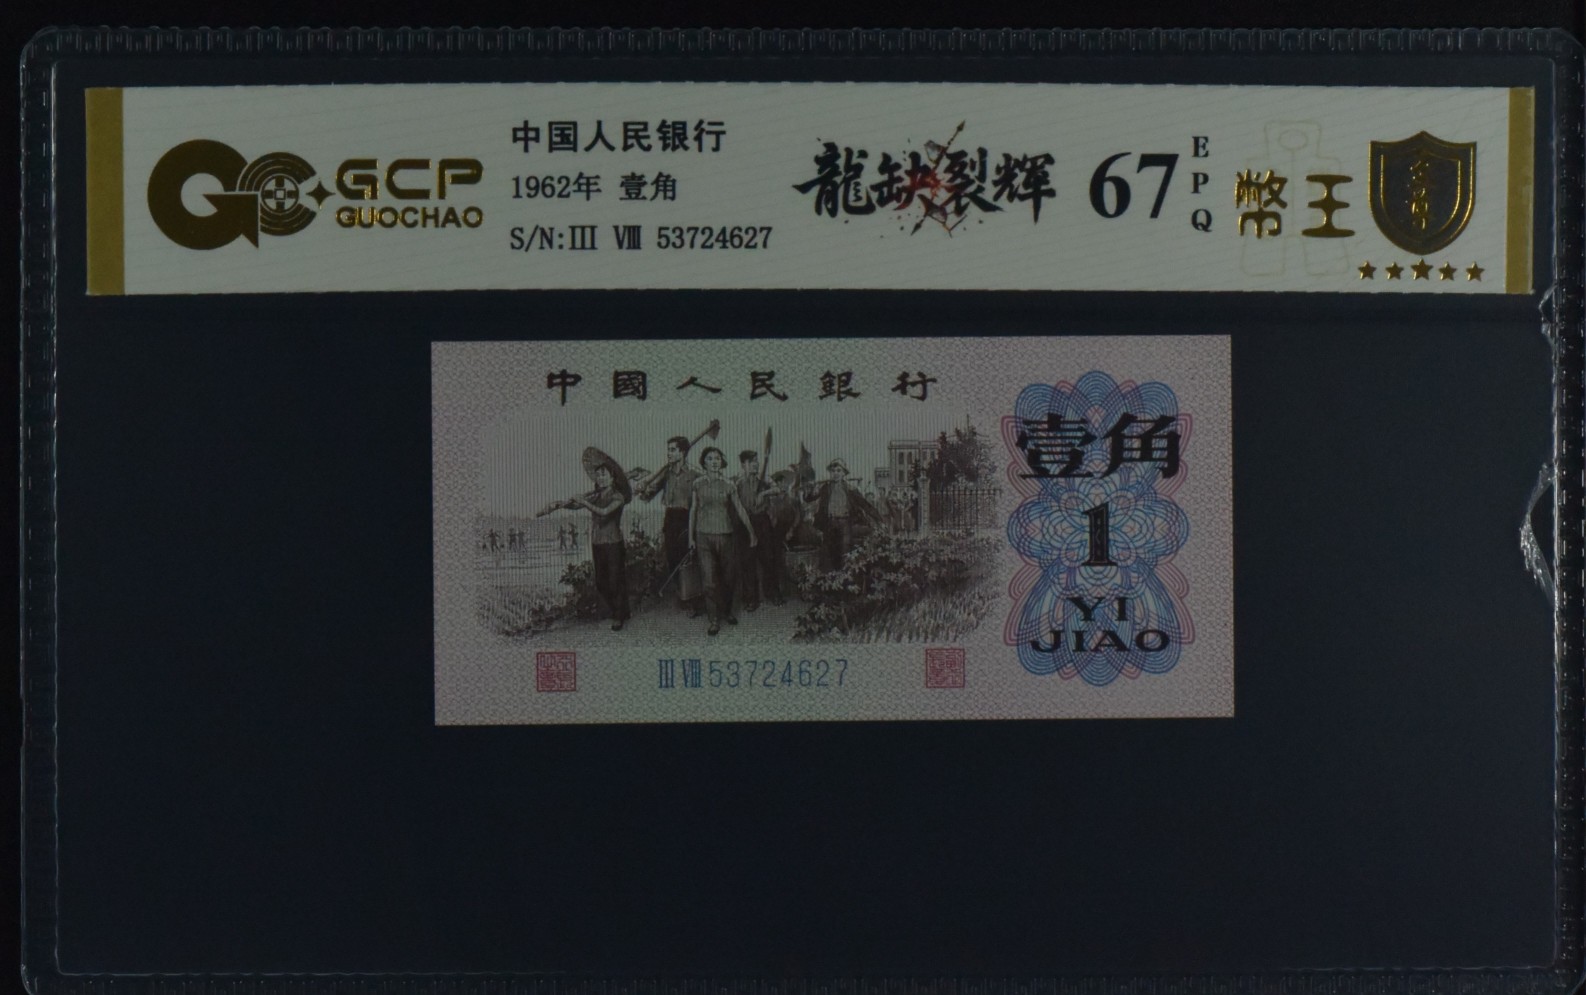 GCP
GUOCHAO
中国人民银行
1962年 壹角
S/N:III VIII 53724627
龍缺裂輝
67
EPQ
幣王
中國人民銀行
壹角
1
YI
JIAO
III VIII 53724627